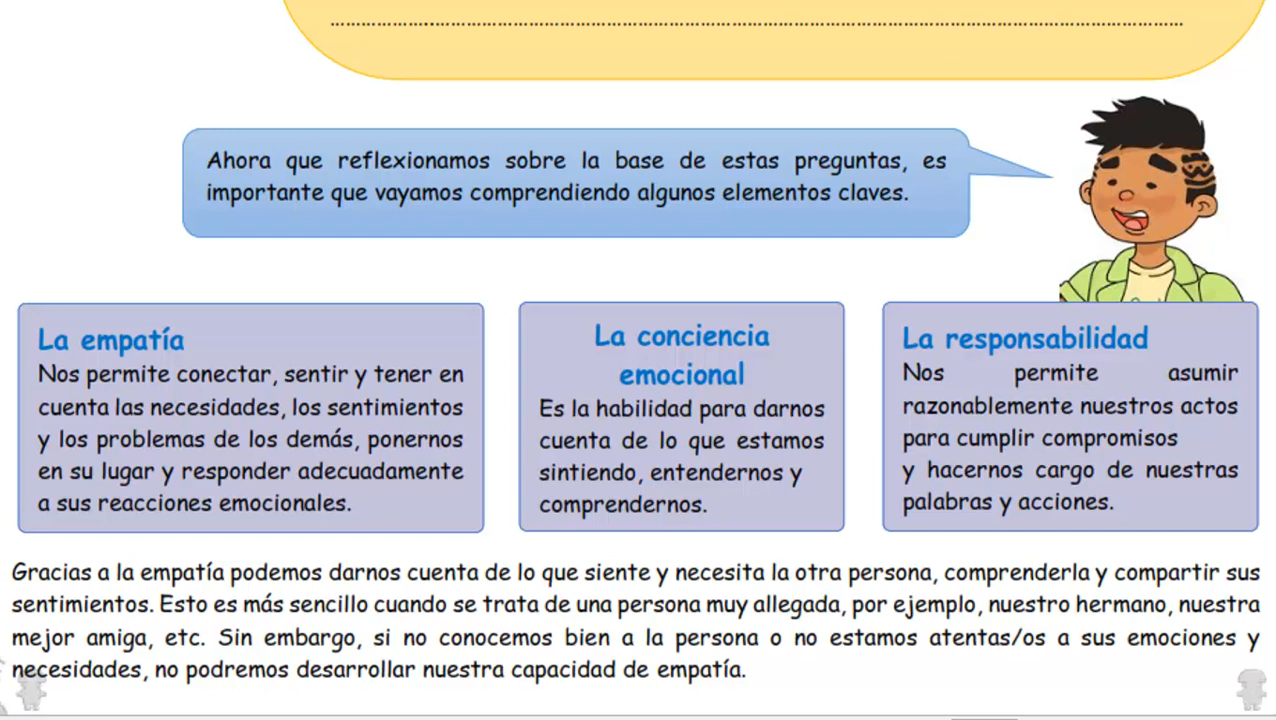 Ahora que reflexionamos sobre la base de estas preguntas, es
importante que vayamos comprendiendo algunos elementos claves.
La empatía
Nos permite conectar, sentir y tener en
cuenta las necesidades, los sentimientos
y los problemas de los demás, ponernos
en su lugar y responder adecuadamente
a sus reacciones emocionales.
La conciencia
emocional
Es la habilidad para darnos
cuenta de lo que estamos
sintiendo, entendernos y
comprendernos.
La responsabilidad
Nos permite asumir
razonablemente nuestros actos
para cumplir compromisos
y hacernos cargo de nuestras
palabras y acciones.
Gracias a la empatía podemos darnos cuenta de lo que siente y necesita la otra persona, comprenderla y compartir sus
sentimientos. Esto es más sencillo cuando se trata de una persona muy allegada, por ejemplo, nuestro hermano, nuestra
mejor amiga, etc. Sin embargo, si no conocemos bien a la persona o no estamos atentas/os a sus emociones y
necesidades, no podremos desarrollar nuestra capacidad de empatía.